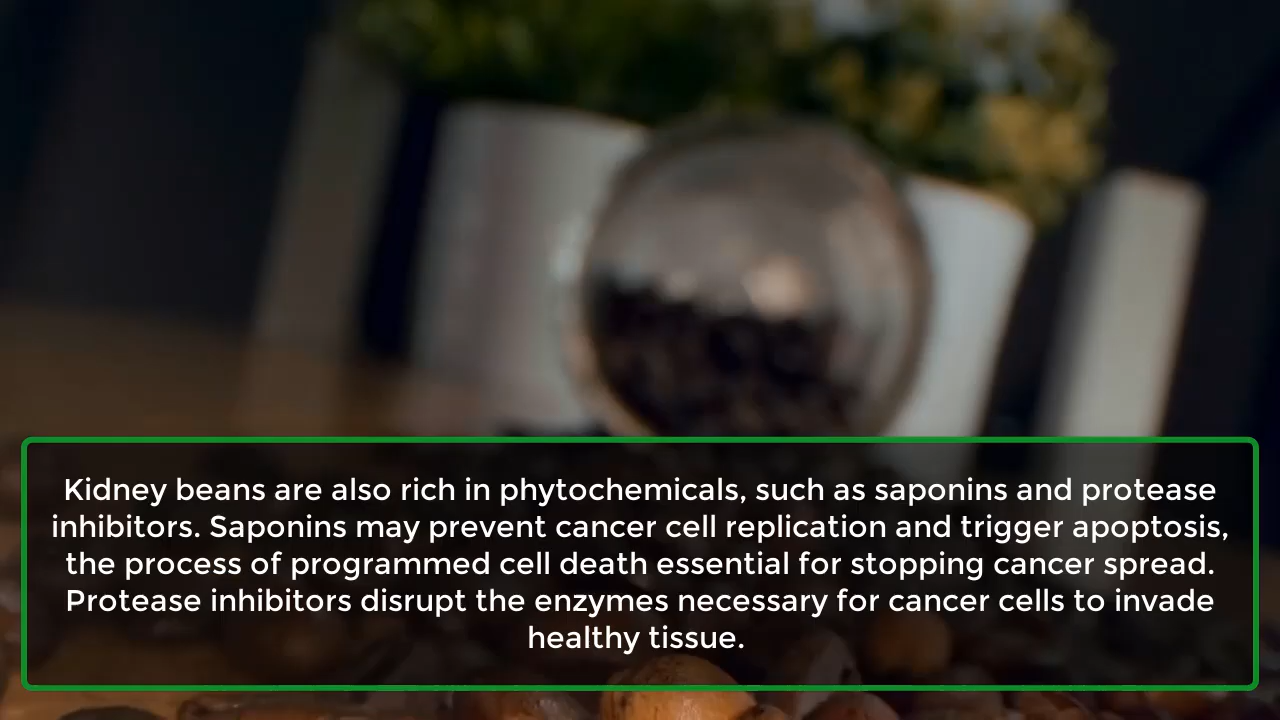 Kidney beans are also rich in phytochemicals, such as saponins and protease
inhibitors. Saponins may prevent cancer cell replication and trigger apoptosis,
the process of programmed cell death essential for stopping cancer spread.
Protease inhibitors disrupt the enzymes necessary for cancer cells to invade
healthy tissue.